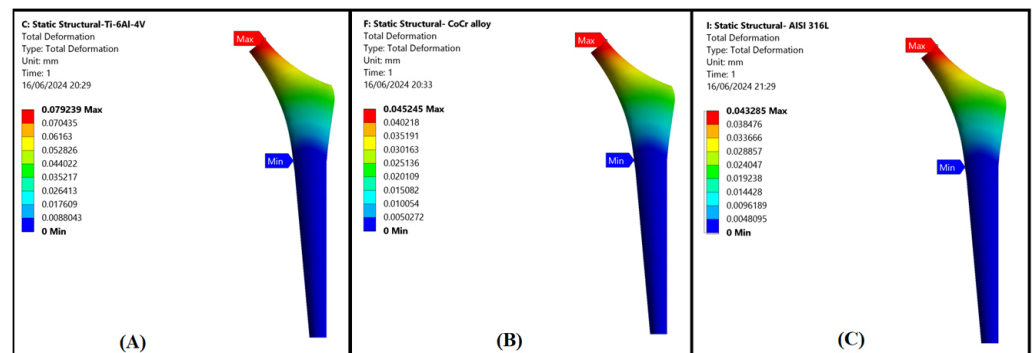 C: Static Structural-Ti-6Al-4V
Total Deformation
Type: Total Deformation
Unit: mm
Time: 1
16/06/2024 20:29
0.079239 Max
0.070435
0.06163
0.052826
0.044022
0.035217
0.026413
0.017609
0.0088043
0 Min
Max
Min
(A)
F: Static Structural- CoCr alloy
Total Deformation
Type: Total Deformation
Unit: mm
Time: 1
16/06/2024 20:33
0.045245 Max
0.040218
0.035191
0.030163
0.025136
0.020109
0.015082
0.010054
0.0050272
0 Min
Max
Min
(B)
I: Static Structural- AISI 316L
Total Deformation
Type: Total Deformation
Unit: mm
Time: 1
16/06/2024 21:29
0.043285 Max
0.038476
0.033666
0.028857
0.024047
0.019238
0.014428
0.0096189
0.0048095
0 Min
Max
Min
(C)